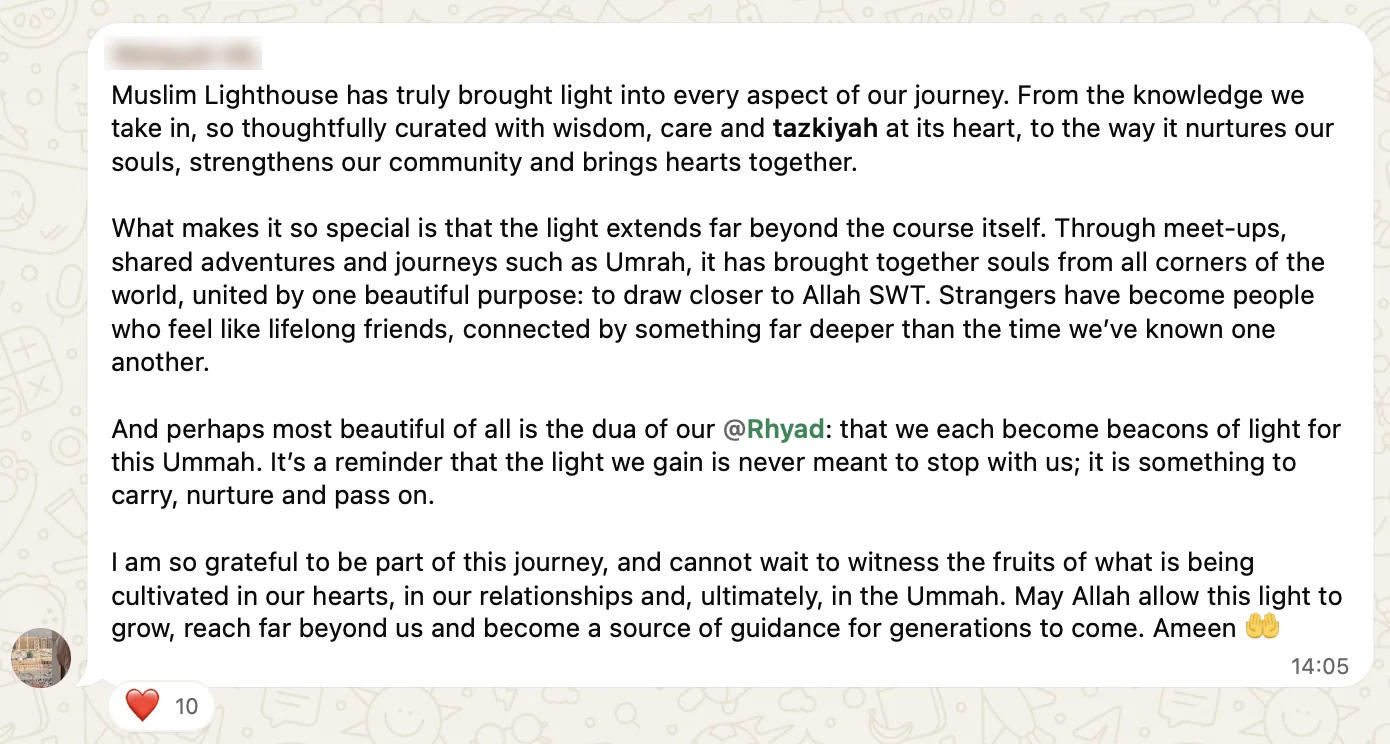 Muslim Lighthouse has truly brought light into every aspect of our journey. From the knowledge we
take in, so thoughtfully curated with wisdom, care and tazkiyah at its heart, to the way it nurtures our
souls, strengthens our community and brings hearts together.
What makes it so special is that the light extends far beyond the course itself. Through meet-ups,
shared adventures and journeys such as Umrah, it has brought together souls from all corners of the
world, united by one beautiful purpose: to draw closer to Allah SWT. Strangers have become people
who feel like lifelong friends, connected by something far deeper than the time we’ve known one
another.
And perhaps most beautiful of all is the dua of our @Rhyad: that we each become beacons of light for
this Ummah. It’s a reminder that the light we gain is never meant to stop with us; it is something to
carry, nurture and pass on.
I am so grateful to be part of this journey, and cannot wait to witness the fruits of what is being
cultivated in our hearts, in our relationships and, ultimately, in the Ummah. May Allah allow this light to
grow, reach far beyond us and become a source of guidance for generations to come. Ameen 🤲
14:05
❤️ 10